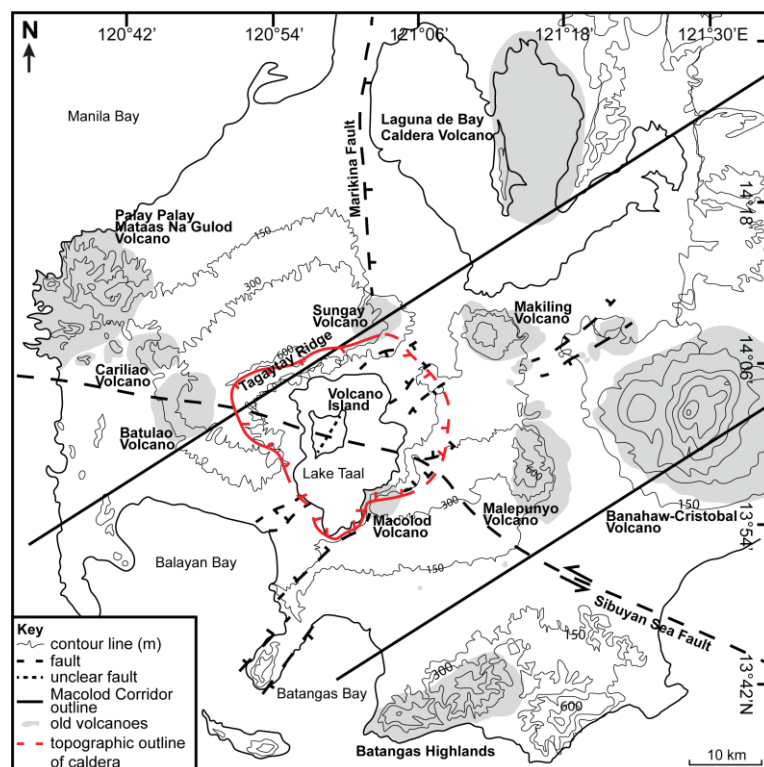 120°42'
120°54'
121°06'
121°18'
121°30'E
N
Manila Bay
Laguna de Bay
Caldera Volcano
Marikina Fault
14°18'
Palay Palay
Mataas Na Gulod
Volcano
150
300
Sungay
Volcano
Makiling
Volcano
600
Tagaytay Ridge
14°06'
Cariliao
Volcano
Volcano
Island
Batulao
Volcano
Lake Taal
600
300
Macolod
Volcano
Malepunyo
Volcano
150
Banahaw-Cristobal
Volcano
13°54'
Balayan Bay
150
Sibuyan Sea Fault
150
300
13°42'N
600
Batangas Bay
Batangas Highlands
10 km
Key
contour line (m)
fault
unclear fault
Macolod Corridor
outline
old volcanoes
topographic outline
of caldera